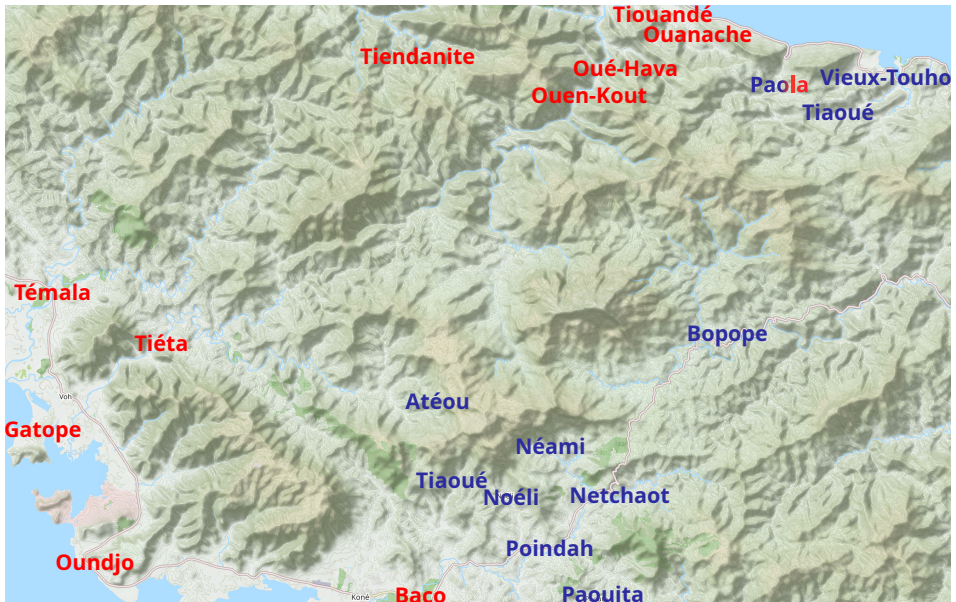 Tiouandé
Ouanache
Tiendanite
Oué-Hava
Vieux-Touho
Paola
Ouen-Kout
Tiaoué
Témala
Bopope
Tiéta
Voh
Atéou
Gatope
Néami
Tiaoué
Noéli
Netchaot
Poindah
Oundjo
Baco
Paouita
Koné